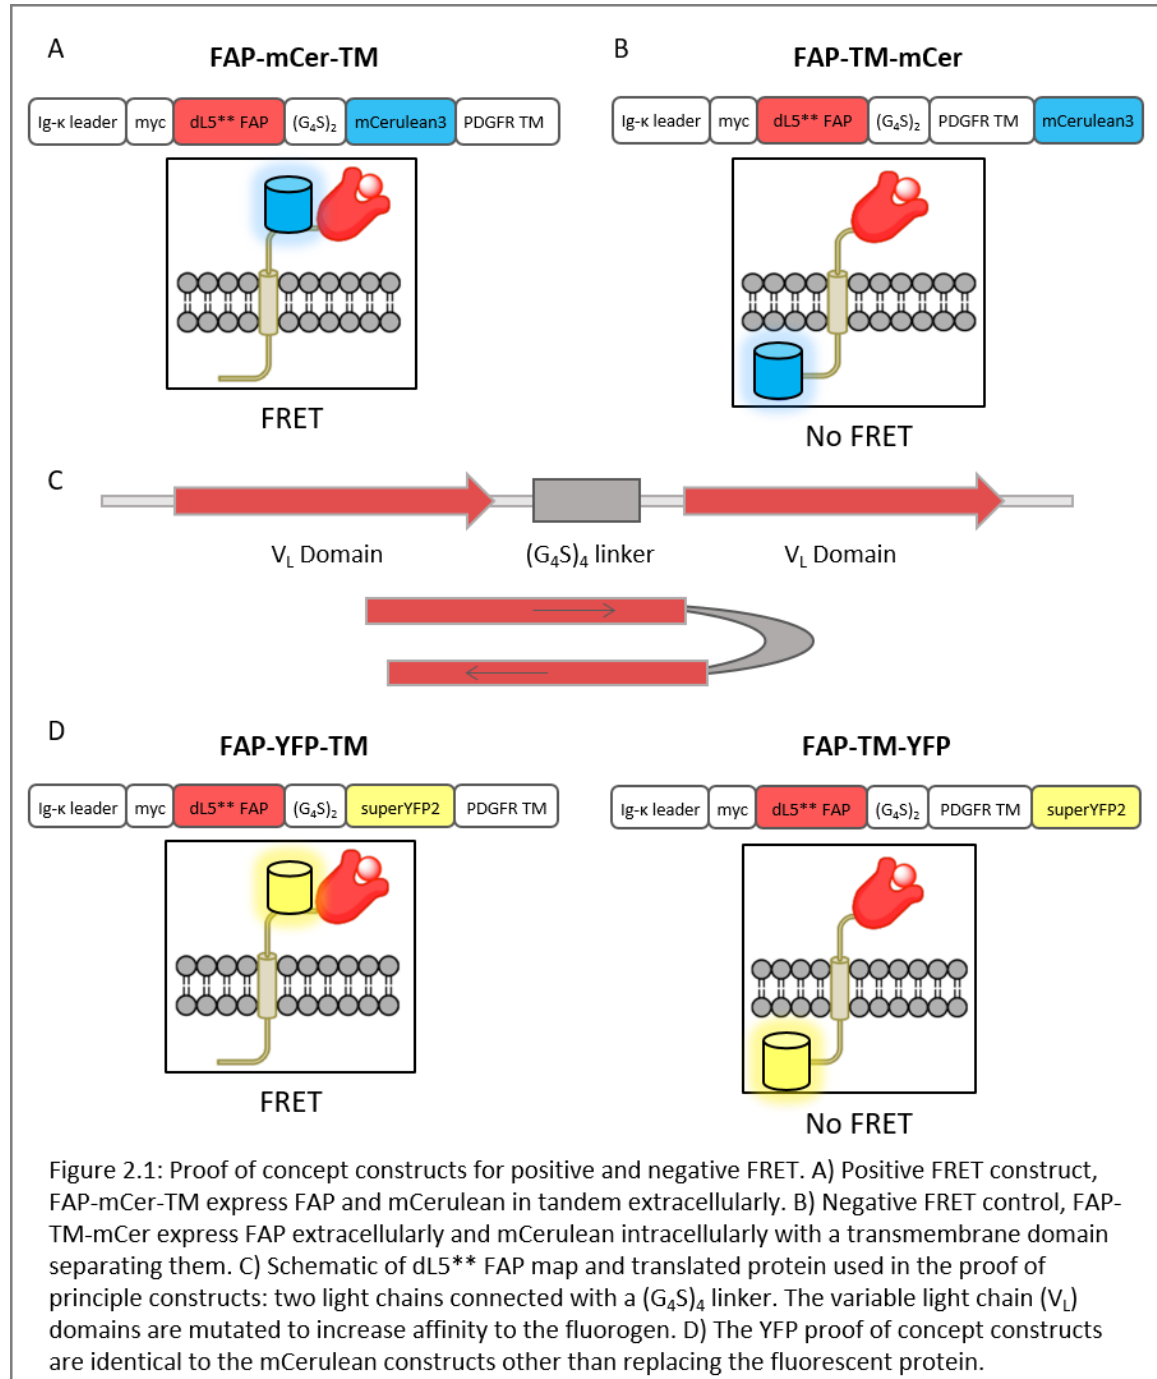 A
FAP-mCer-TM
Ig-κ leader myc dL5** FAP (G₄S)₂ mCerulean3 PDGFR TM
FRET
B
FAP-TM-mCer
Ig-κ leader myc dL5** FAP (G₄S)₂ PDGFR TM mCerulean3
No FRET
C
V_L Domain (G₄S)₄ linker V_L Domain
D
FAP-YFP-TM
Ig-κ leader myc dL5** FAP (G₄S)₂ superYFP2 PDGFR TM
FRET
FAP-TM-YFP
Ig-κ leader myc dL5** FAP (G₄S)₂ PDGFR TM superYFP2
No FRET
Figure 2.1: Proof of concept constructs for positive and negative FRET. A) Positive FRET construct,
FAP-mCer-TM express FAP and mCerulean in tandem extracellularly. B) Negative FRET control, FAP-
TM-mCer express FAP extracellularly and mCerulean intracellularly with a transmembrane domain
separating them. C) Schematic of dL5** FAP map and translated protein used in the proof of
principle constructs: two light chains connected with a (G₄S)₄ linker. The variable light chain (V_L)
domains are mutated to increase affinity to the fluorogen. D) The YFP proof of concept constructs
are identical to the mCerulean constructs other than replacing the fluorescent protein.